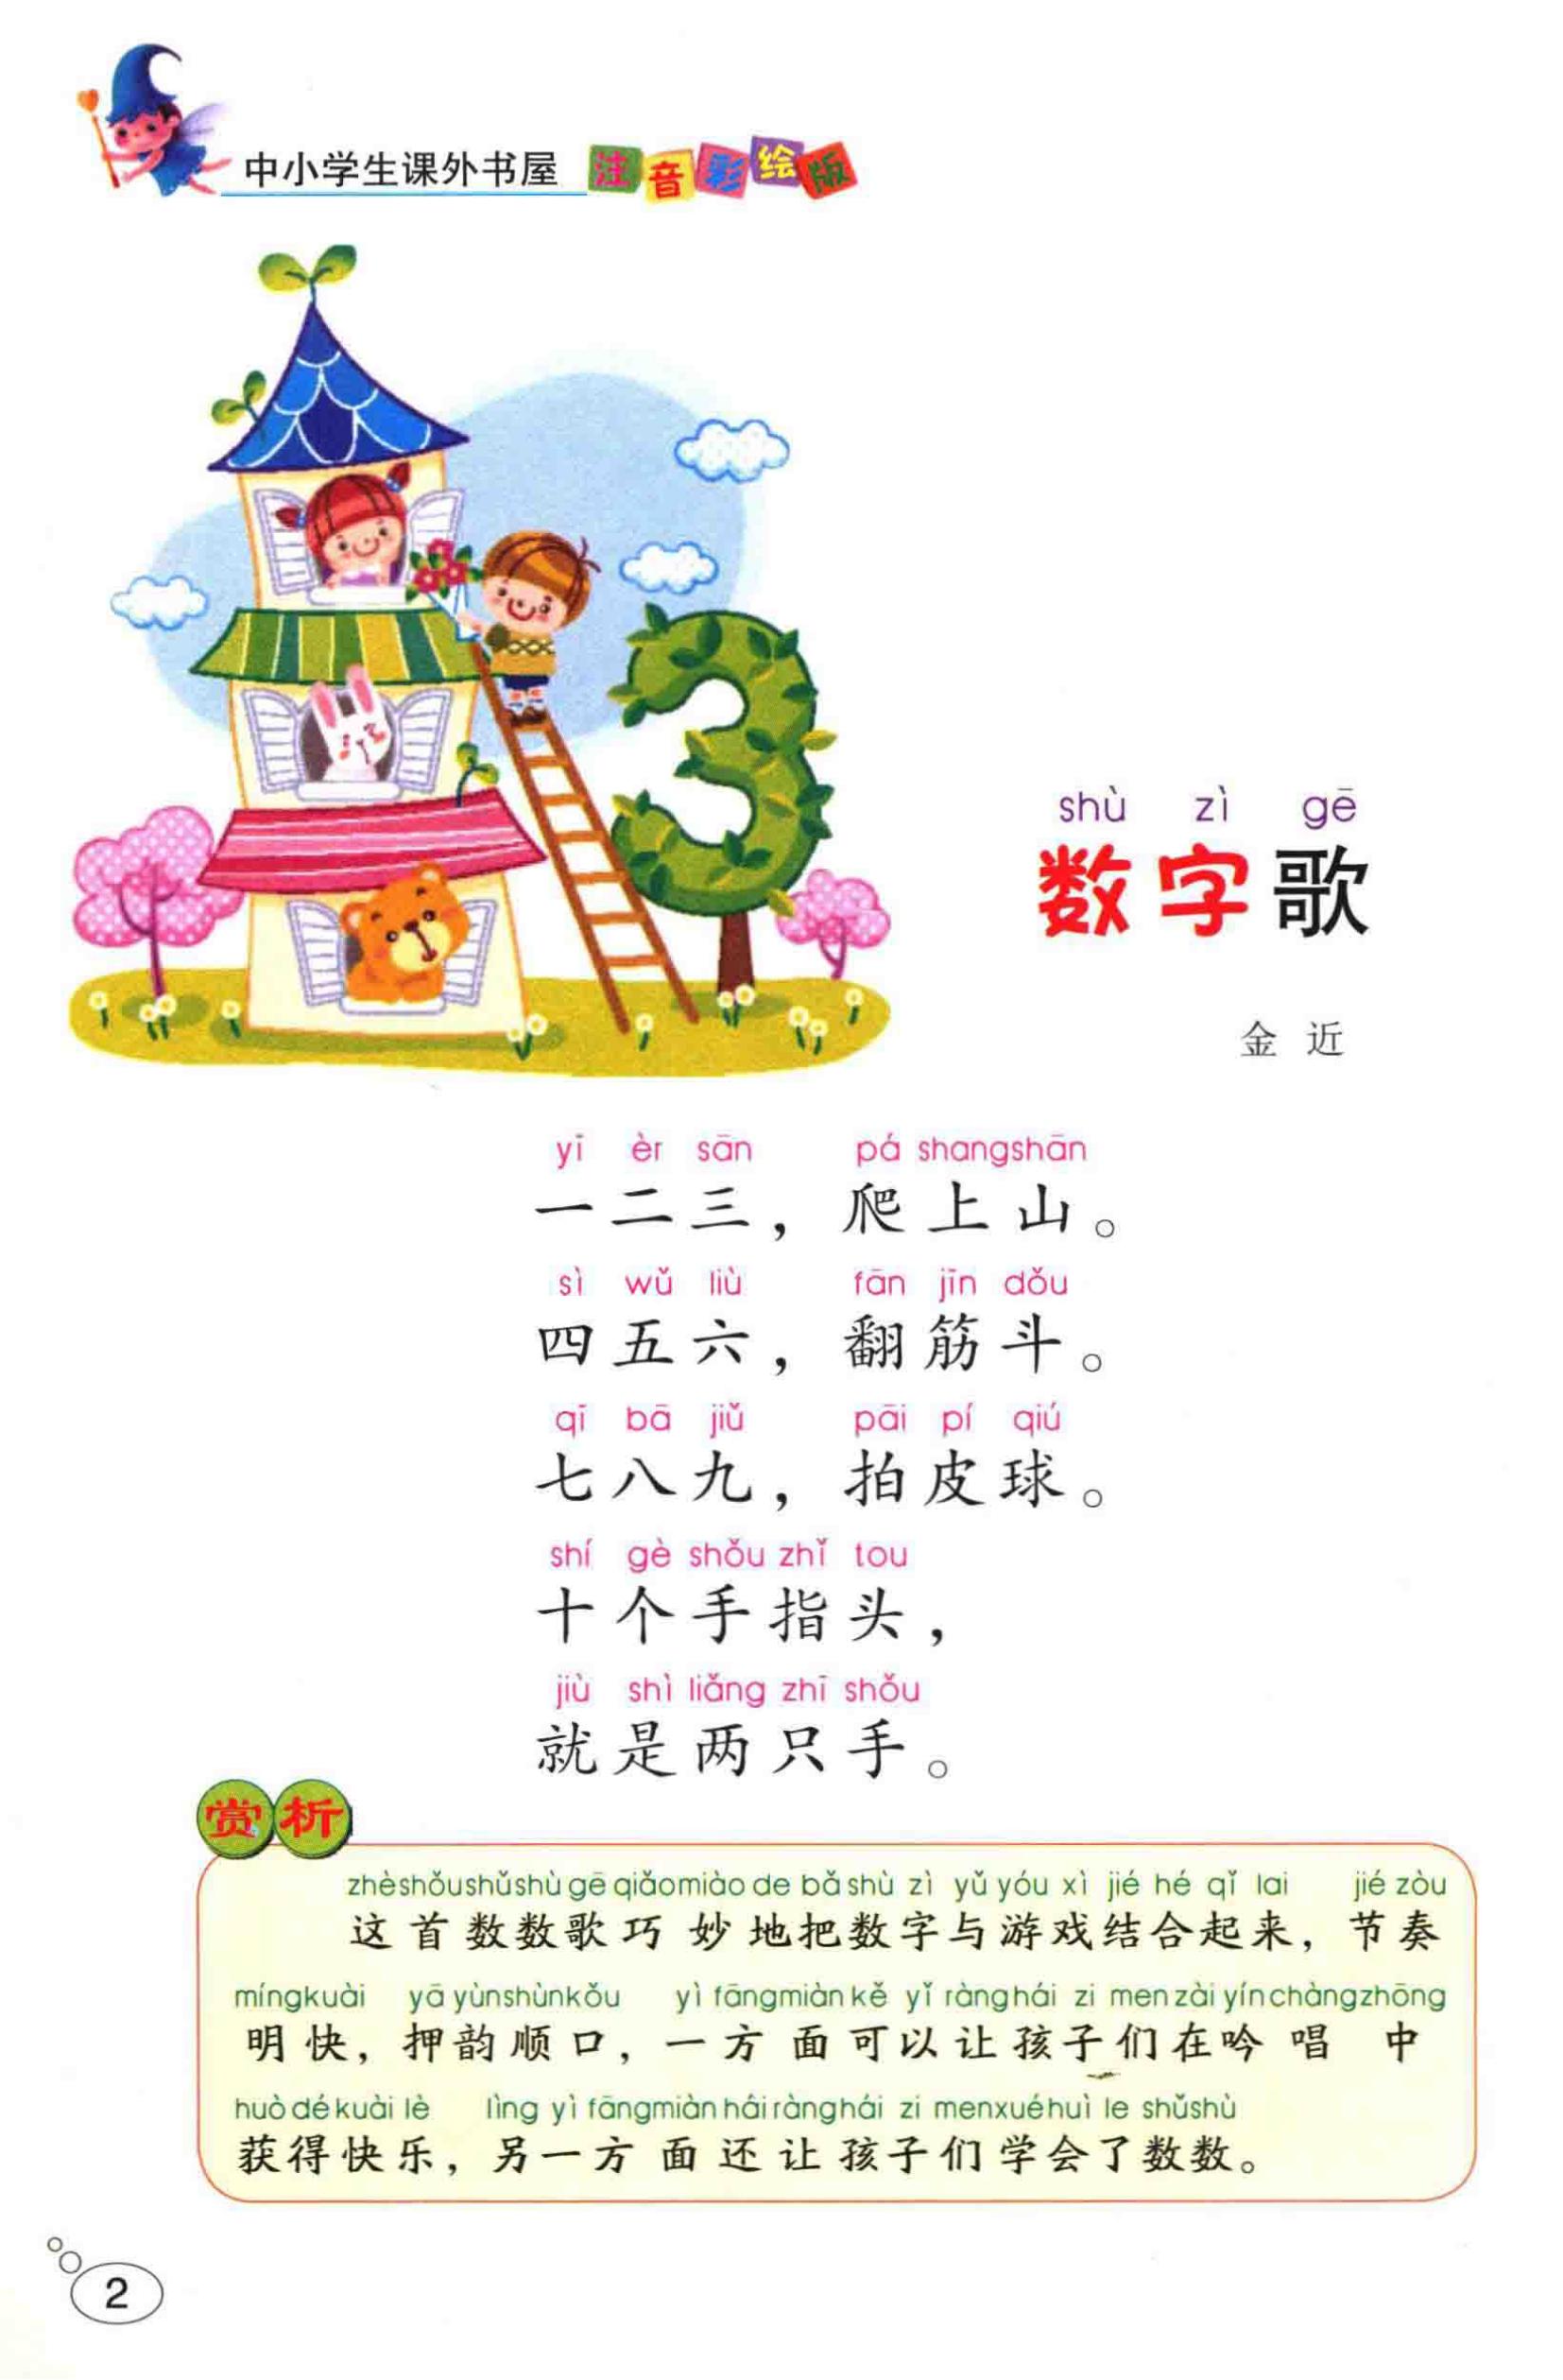 中小学生课外书屋 注音彩绘版
shù zì gē
数字歌
金近
yī èr sān pá shangshān
一二三，爬上山。
sì wǔ liù fān jīn dǒu
四五六，翻筋斗。
qī bā jiǔ pāi pí qiú
七八九，拍皮球。
shí gè shǒu zhǐ tou
十个手指头，
jiù shì liǎng zhī shǒu
就是两只手。
赏析
zhèshǒushǔshùgēqiǎomiào de bǎ shù zì yǔ yóu xì jié hé qǐ lai jié zòu
这首数数歌巧妙地把数字与游戏结合起来，节奏
míngkuài yā yùnshùnkǒu yì fāngmiàn kě yǐ ràng hái zi men zài yínchàngzhōng
明快，押韵顺口，一方面可以让孩子们在吟唱中
huò dé kuài lè lìng yì fāngmiàn hái rànghái zi menxuéhuì le shǔshù
获得快乐，另一方面还让孩子们学会了数数。
2